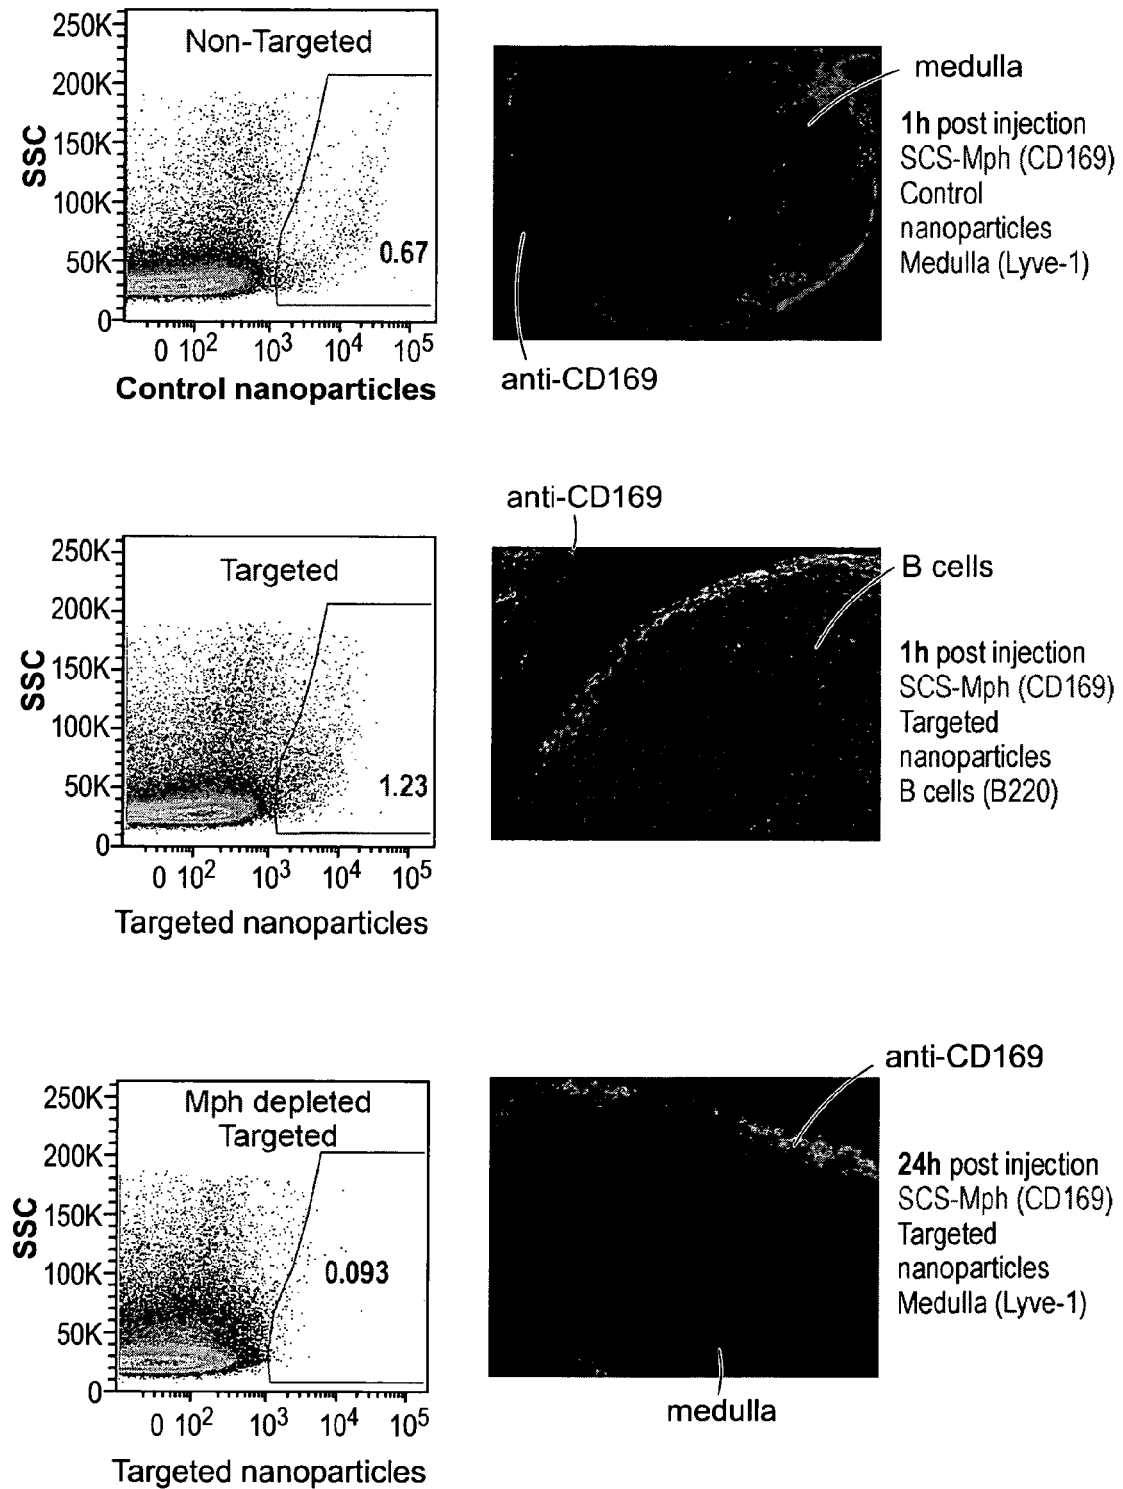 250K
200K
150K
100K
50K
0
SSC
Non-Targeted
0.67
0 10² 10³ 10⁴ 10⁵
Control nanoparticles
medulla
anti-CD169
1h post injection
SCS-Mph (CD169)
Control
nanoparticles
Medulla (Lyve-1)
250K
200K
150K
100K
50K
0
SSC
Targeted
1.23
0 10² 10³ 10⁴ 10⁵
Targeted nanoparticles
anti-CD169
B cells
1h post injection
SCS-Mph (CD169)
Targeted
nanoparticles
B cells (B220)
250K
200K
150K
100K
50K
0
SSC
Mph depleted
Targeted
0.093
0 10² 10³ 10⁴ 10⁵
Targeted nanoparticles
anti-CD169
medulla
24h post injection
SCS-Mph (CD169)
Targeted
nanoparticles
Medulla (Lyve-1)